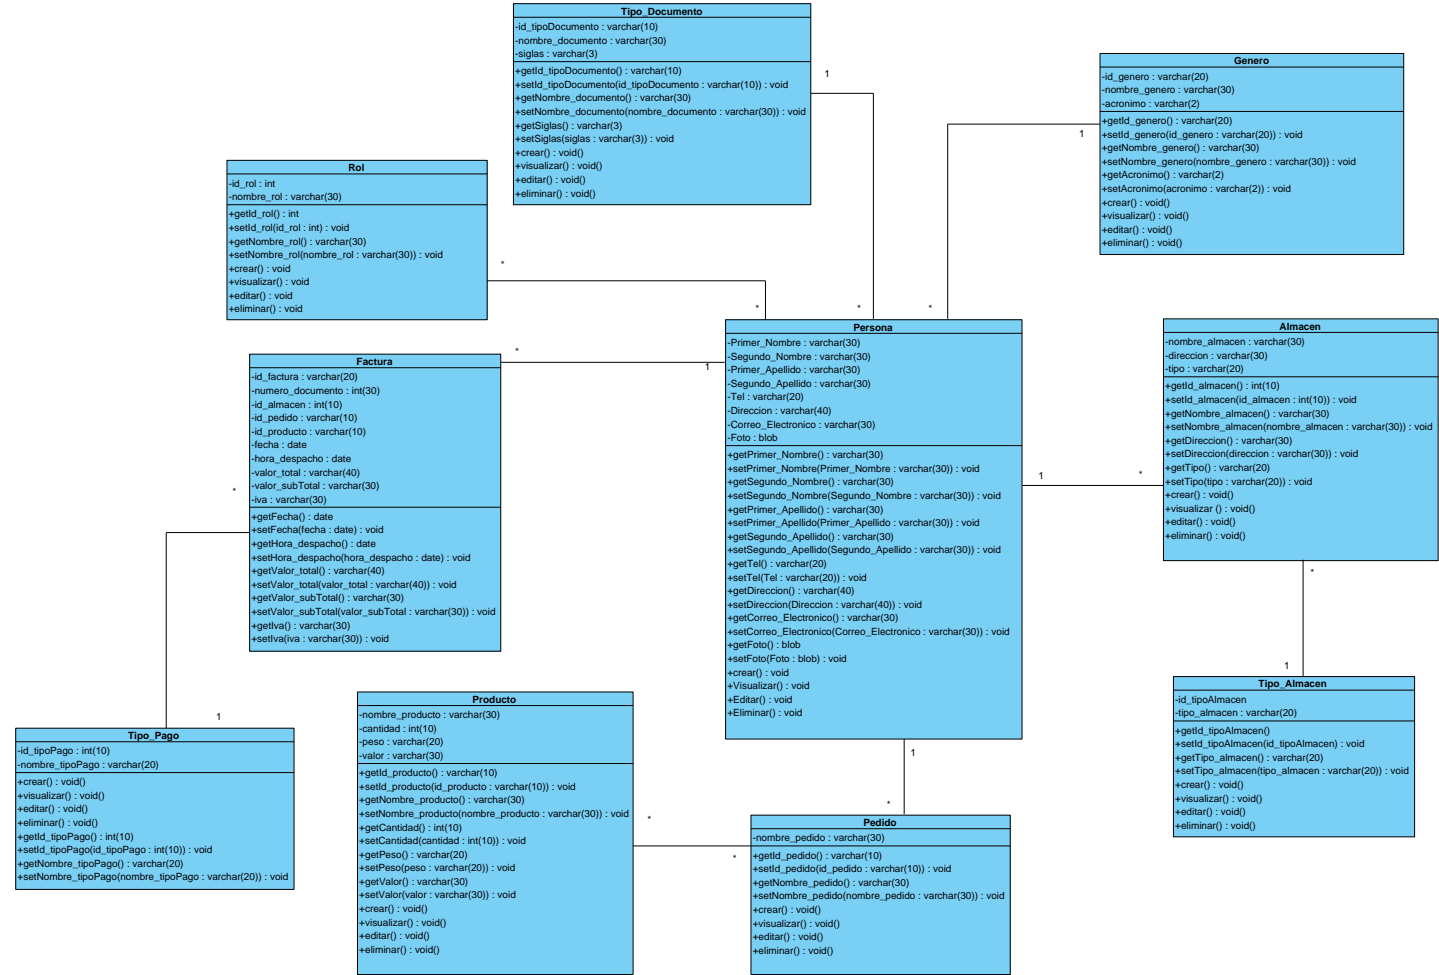 Tipo_Documento
-id_tipoDocumento : varchar(10)
-nombre_documento : varchar(30)
-siglas : varchar(3)
+getId_tipoDocumento() : varchar(10)
+setId_tipoDocumento(id_tipoDocumento : varchar(10)) : void
+getNombre_documento() : varchar(30)
+setNombre_documento(nombre_documento : varchar(30)) : void
+getSiglas() : varchar(3)
+setSiglas(siglas : varchar(3)) : void
+crear() : void()
+visualizar() : void()
+editar() : void()
+eliminar() : void()
1
*
Genero
-id_genero : varchar(20)
-nombre_genero : varchar(30)
-acronimo : varchar(2)
+getId_genero() : varchar(20)
+setId_genero(id_genero : varchar(20)) : void
+getNombre_genero() : varchar(30)
+setNombre_genero(nombre_genero : varchar(30)) : void
+getAcronimo() : varchar(2)
+setAcronimo(acronimo : varchar(2)) : void
+crear() : void()
+visualizar() : void()
+editar() : void()
+eliminar() : void()
1
*
Rol
-id_rol : int
-nombre_rol : varchar(30)
+getId_rol() : int
+setId_rol(id_rol : int) : void
+getNombre_rol() : varchar(30)
+setNombre_rol(nombre_rol : varchar(30)) : void
+crear() : void
+visualizar() : void
+editar() : void
+eliminar() : void
*
*
Persona
-Primer_Nombre : varchar(30)
-Segundo_Nombre : varchar(30)
-Primer_Apellido : varchar(30)
-Segundo_Apellido : varchar(30)
-Tel : varchar(20)
-Direccion : varchar(40)
-Correo_Electronico : varchar(30)
-Foto : blob
+getPrimer_Nombre() : varchar(30)
+setPrimer_Nombre(Primer_Nombre : varchar(30)) : void
+getSegundo_Nombre() : varchar(30)
+setSegundo_Nombre(Segundo_Nombre : varchar(30)) : void
+getPrimer_Apellido() : varchar(30)
+setPrimer_Apellido(Primer_Apellido : varchar(30)) : void
+getSegundo_Apellido() : varchar(30)
+setSegundo_Apellido(Segundo_Apellido : varchar(30)) : void
+getTel() : varchar(20)
+setTel(Tel : varchar(20)) : void
+getDireccion() : varchar(40)
+setDireccion(Direccion : varchar(40)) : void
+getCorreo_Electronico() : varchar(30)
+setCorreo_Electronico(Correo_Electronico : varchar(30)) : void
+getFoto() : blob
+setFoto(Foto : blob) : void
+crear() : void
+Visualizar() : void
+Editar() : void
+Eliminar() : void
Almacen
-nombre_almacen : varchar(30)
-direccion : varchar(30)
-tipo : varchar(20)
+getId_almacen() : int(10)
+setId_almacen(id_almacen : int(10)) : void
+getNombre_almacen() : varchar(30)
+setNombre_almacen(nombre_almacen : varchar(30)) : void
+getDireccion() : varchar(30)
+setDireccion(direccion : varchar(30)) : void
+getTipo() : varchar(20)
+setTipo(tipo : varchar(20)) : void
+crear() : void()
+visualizar () : void()
+editar() : void()
+eliminar() : void()
1
*
*
1
Factura
-id_factura : varchar(20)
-numero_documento : int(30)
-id_almacen : int(10)
-id_pedido : varchar(10)
-id_producto : varchar(10)
-fecha : date
-hora_despacho : date
-valor_total : varchar(40)
-valor_subTotal : varchar(30)
-iva : varchar(30)
+getFecha() : date
+setFecha(fecha : date) : void
+getHora_despacho() : date
+setHora_despacho(hora_despacho : date) : void
+getValor_total() : varchar(40)
+setValor_total(valor_total : varchar(40)) : void
+getValor_subTotal() : varchar(30)
+setValor_subTotal(valor_subTotal : varchar(30)) : void
+getIva() : varchar(30)
+setIva(iva : varchar(30)) : void
*
1
*
1
Tipo_Almacen
-id_tipoAlmacen
-tipo_almacen : varchar(20)
+getId_tipoAlmacen()
+setId_tipoAlmacen(id_tipoAlmacen) : void
+getTipo_almacen() : varchar(20)
+setTipo_almacen(tipo_almacen : varchar(20)) : void
+crear() : void()
+visualizar() : void()
+editar() : void()
+eliminar() : void()
Tipo_Pago
-id_tipoPago : int(10)
-nombre_tipoPago : varchar(20)
+crear() : void()
+visualizar() : void()
+editar() : void()
+eliminar() : void()
+getId_tipoPago() : int(10)
+setId_tipoPago(id_tipoPago : int(10)) : void
+getNombre_tipoPago() : varchar(20)
+setNombre_tipoPago(nombre_tipoPago : varchar(20)) : void
Producto
-nombre_producto : varchar(30)
-cantidad : int(10)
-peso : varchar(20)
-valor : varchar(30)
+getId_producto() : varchar(10)
+setId_producto(id_producto : varchar(10)) : void
+getNombre_producto() : varchar(30)
+setNombre_producto(nombre_producto : varchar(30)) : void
+getCantidad() : int(10)
+setCantidad(cantidad : int(10)) : void
+getPeso() : varchar(20)
+setPeso(peso : varchar(20)) : void
+getValor() : varchar(30)
+setValor(valor : varchar(30)) : void
+crear() : void()
+visualizar() : void()
+editar() : void()
+eliminar() : void()
*
*
1
*
Pedido
-nombre_pedido : varchar(30)
+getId_pedido() : varchar(10)
+setId_pedido(id_pedido : varchar(10)) : void
+getNombre_pedido() : varchar(30)
+setNombre_pedido(nombre_pedido : varchar(30)) : void
+crear() : void()
+visualizar() : void()
+editar() : void()
+eliminar() : void()